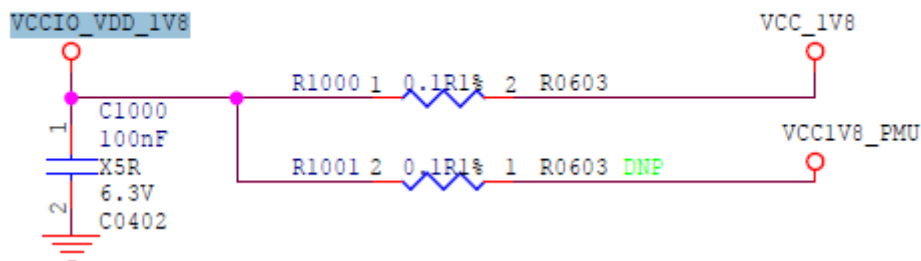 VCCIO_VDD_1V8
VCC_1V8
R1000 1 0.1R1% 2 R0603
C1000
1
100nF
VCC1V8_PMU
X5R
R1001 2 0.1R1% 1 R0603 DNP
6.3V
2
C0402